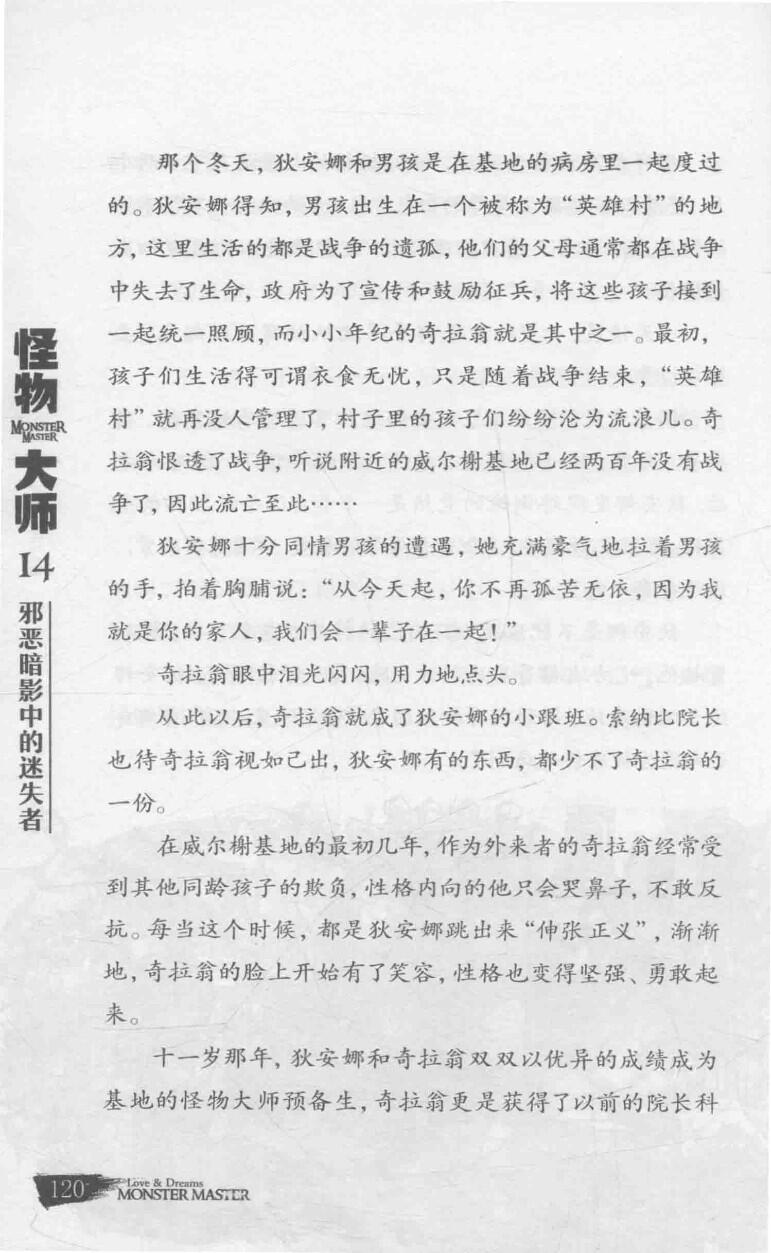 那个冬天，狄安娜和男孩是在基地的病房里一起度过
的。狄安娜得知，男孩出生在一个被称为“英雄村”的地
方，这里生活的都是战争的遗孤，他们的父母通常都在战争
中失去了生命，政府为了宣传和鼓励征兵，将这些孩子接到
一起统一照顾，而小小年纪的奇拉翁就是其中之一。最初，
孩子们生活得可谓衣食无忧，只是随着战争结束，“英雄
村”就再没人管理了，村子里的孩子们纷纷沦为流浪儿。奇
拉翁恨透了战争，听说附近的威尔榭基地已经两百年没有战
争了，因此流亡至此……
狄安娜十分同情男孩的遭遇，她充满豪气地拉着男孩
的手，拍着胸脯说：“从今天起，你不再孤苦无依，因为我
就是你的家人，我们会一辈子在一起！”
奇拉翁眼中泪光闪闪，用力地点头。
从此以后，奇拉翁就成了狄安娜的小跟班。索纳比院长
也待奇拉翁视如己出，狄安娜有的东西，都少不了奇拉翁的
一份。
在威尔榭基地的最初几年，作为外来者的奇拉翁经常受
到其他同龄孩子的欺负，性格内向的他只会哭鼻子，不敢反
抗。每当这个时候，都是狄安娜跳出来“伸张正义”，渐渐
地，奇拉翁的脸上开始有了笑容，性格也变得坚强、勇敢起
来。
十一岁那年，狄安娜和奇拉翁双双以优异的成绩成为
基地的怪物大师预备生，奇拉翁更是获得了以前的院长科
怪物
MONSTER
MASTER
大师
14
邪恶暗影中的迷失者
120
Love & Dreams
MONSTER MASTER